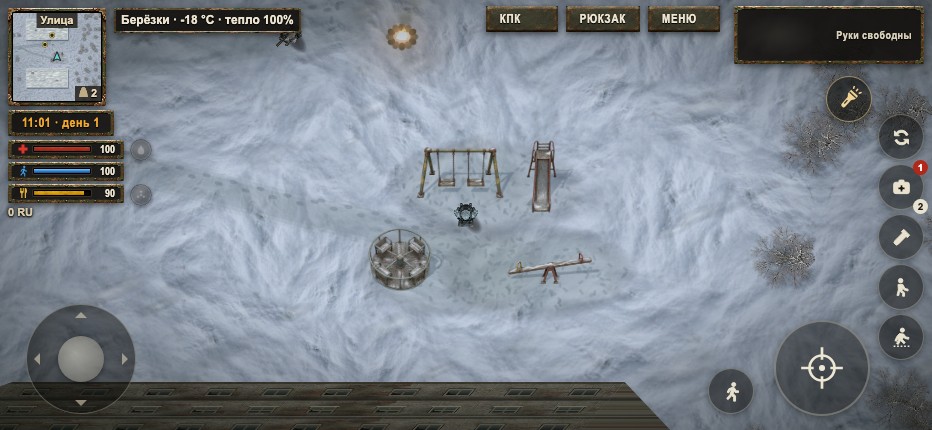 Улица
Берёзки · -18 °C · тепло 100%
КПК
РЮКЗАК
МЕНЮ
Руки свободны
2
11:01 · день 1
100
100
90
0 RU
1
2